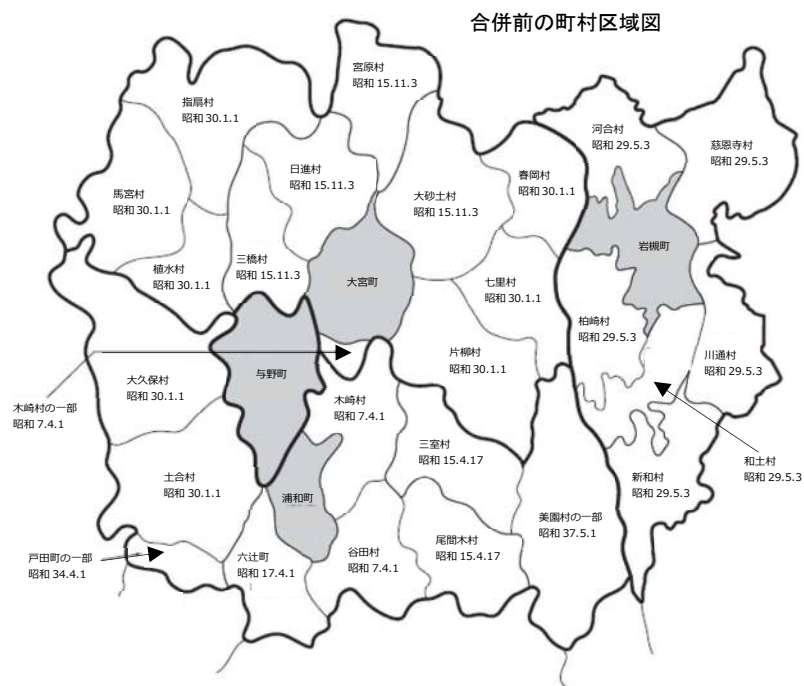 合併前の町村区域図
宮原村
昭和 15.11.3
指扇村
昭和 30.1.1
河合村
昭和 29.5.3
慈恩寺村
昭和 29.5.3
日進村
昭和 15.11.3
春岡村
昭和 30.1.1
大砂土村
昭和 15.11.3
馬宮村
昭和 30.1.1
岩槻町
植水村
昭和 30.1.1
三橋村
昭和 15.11.3
大宮町
七里村
昭和 30.1.1
柏崎村
昭和 29.5.3
川通村
昭和 29.5.3
片柳村
昭和 30.1.1
与野町
大久保村
昭和 30.1.1
木崎村の一部
昭和 7.4.1
木崎村
昭和 7.4.1
三室村
昭和 15.4.17
和土村
昭和 29.5.3
土合村
昭和 30.1.1
浦和町
新和村
昭和 29.5.3
美園村の一部
昭和 37.5.1
尾間木村
昭和 15.4.17
谷田村
昭和 7.4.1
六辻町
昭和 17.4.1
戸田町の一部
昭和 34.4.1